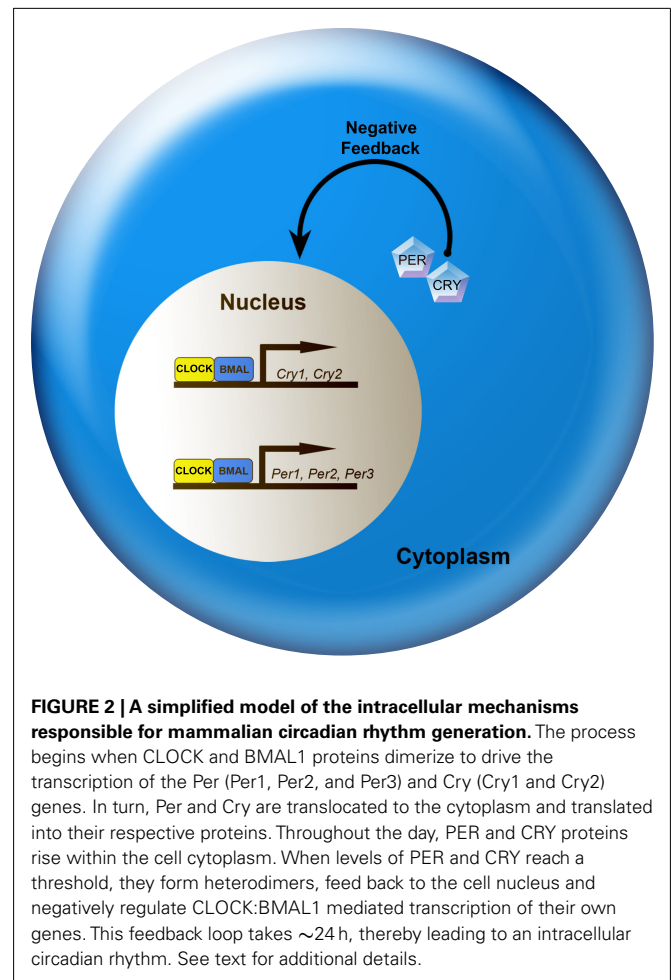 Negative
Feedback
PER
CRY
Nucleus
CLOCK BMAL
Cry1, Cry2
CLOCK BMAL
Per1, Per2, Per3
Cytoplasm
FIGURE 2 | A simplified model of the intracellular mechanisms
responsible for mammalian circadian rhythm generation. The process
begins when CLOCK and BMAL1 proteins dimerize to drive the
transcription of the Per (Per1, Per2, and Per3) and Cry (Cry1 and Cry2)
genes. In turn, Per and Cry are translocated to the cytoplasm and translated
into their respective proteins. Throughout the day, PER and CRY proteins
rise within the cell cytoplasm. When levels of PER and CRY reach a
threshold, they form heterodimers, feed back to the cell nucleus and
negatively regulate CLOCK:BMAL1 mediated transcription of their own
genes. This feedback loop takes ∼24 h, thereby leading to an intracellular
circadian rhythm. See text for additional details.